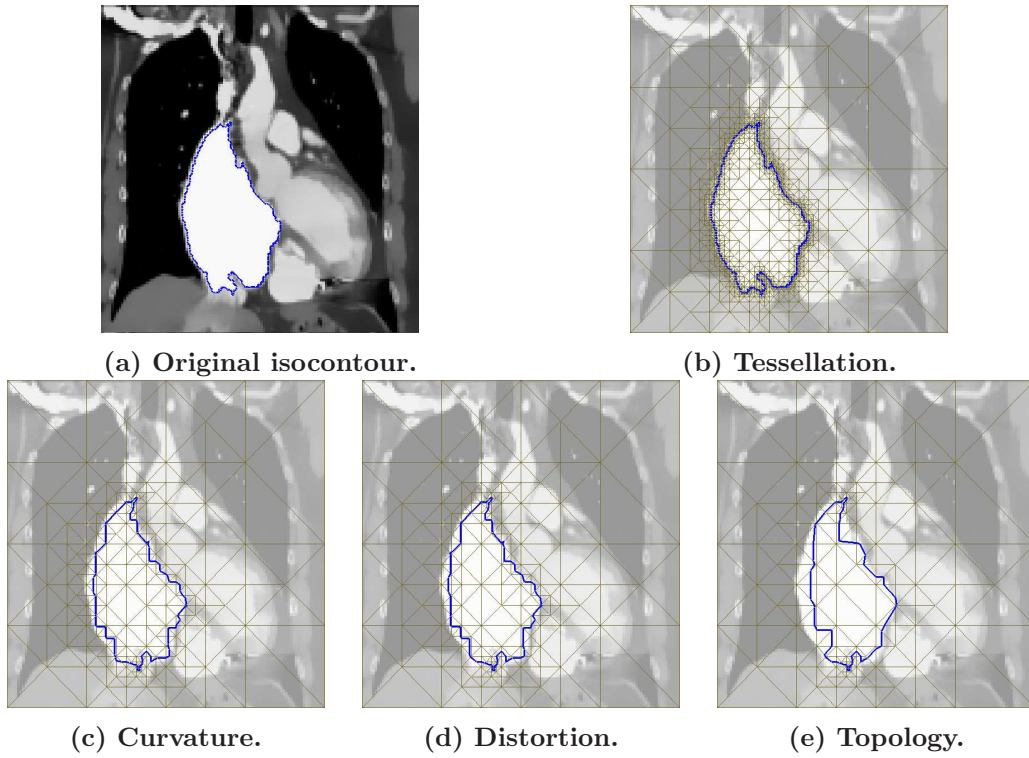 (a) Original isocontour.
(b) Tessellation.
(c) Curvature.
(d) Distortion.
(e) Topology.